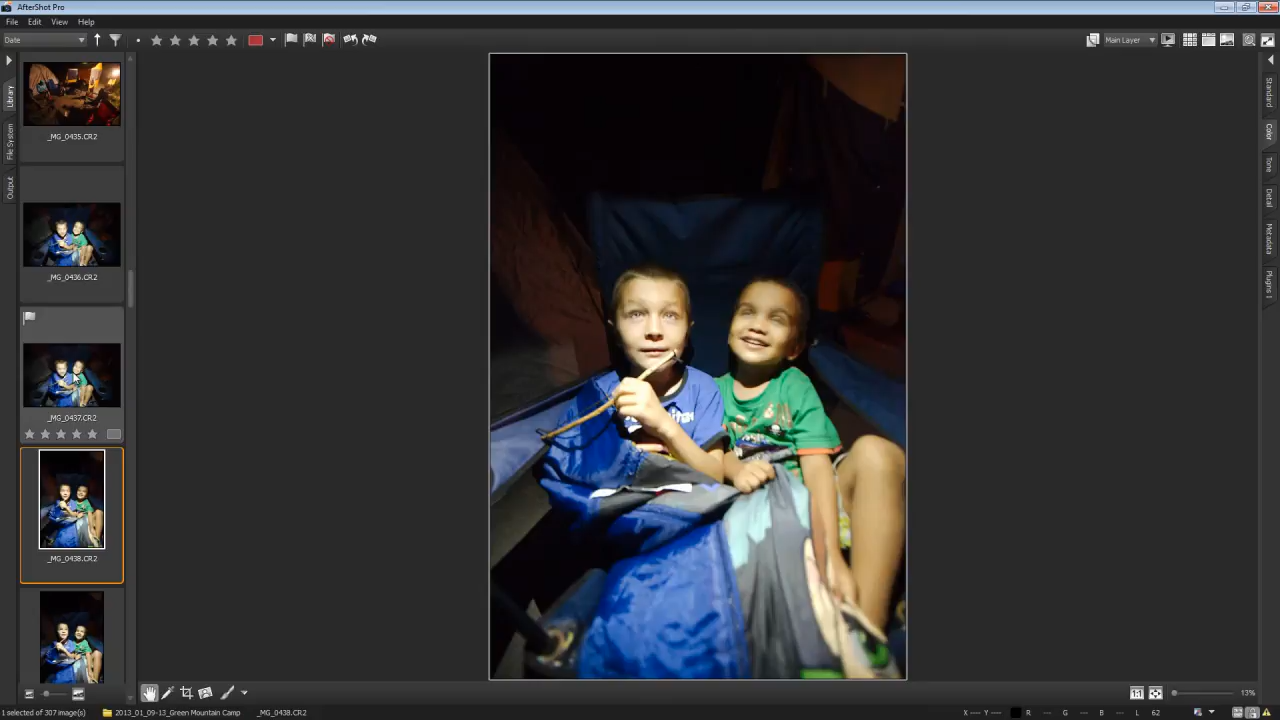 AfterShot Pro
File Edit View Help
Date
Main Layer
Library
File System
Output
_MG_0435.CR2
_MG_0436.CR2
_MG_0437.CR2
_MG_0438.CR2
Standard
Color
Tone
Detail
Metadata
Plugins 1
1:1
13%
1 selected of 307 image(s)
2013_01_09-13_Green Mountain Camp
_MG_0438.CR2
X --- Y --- R G B L 62